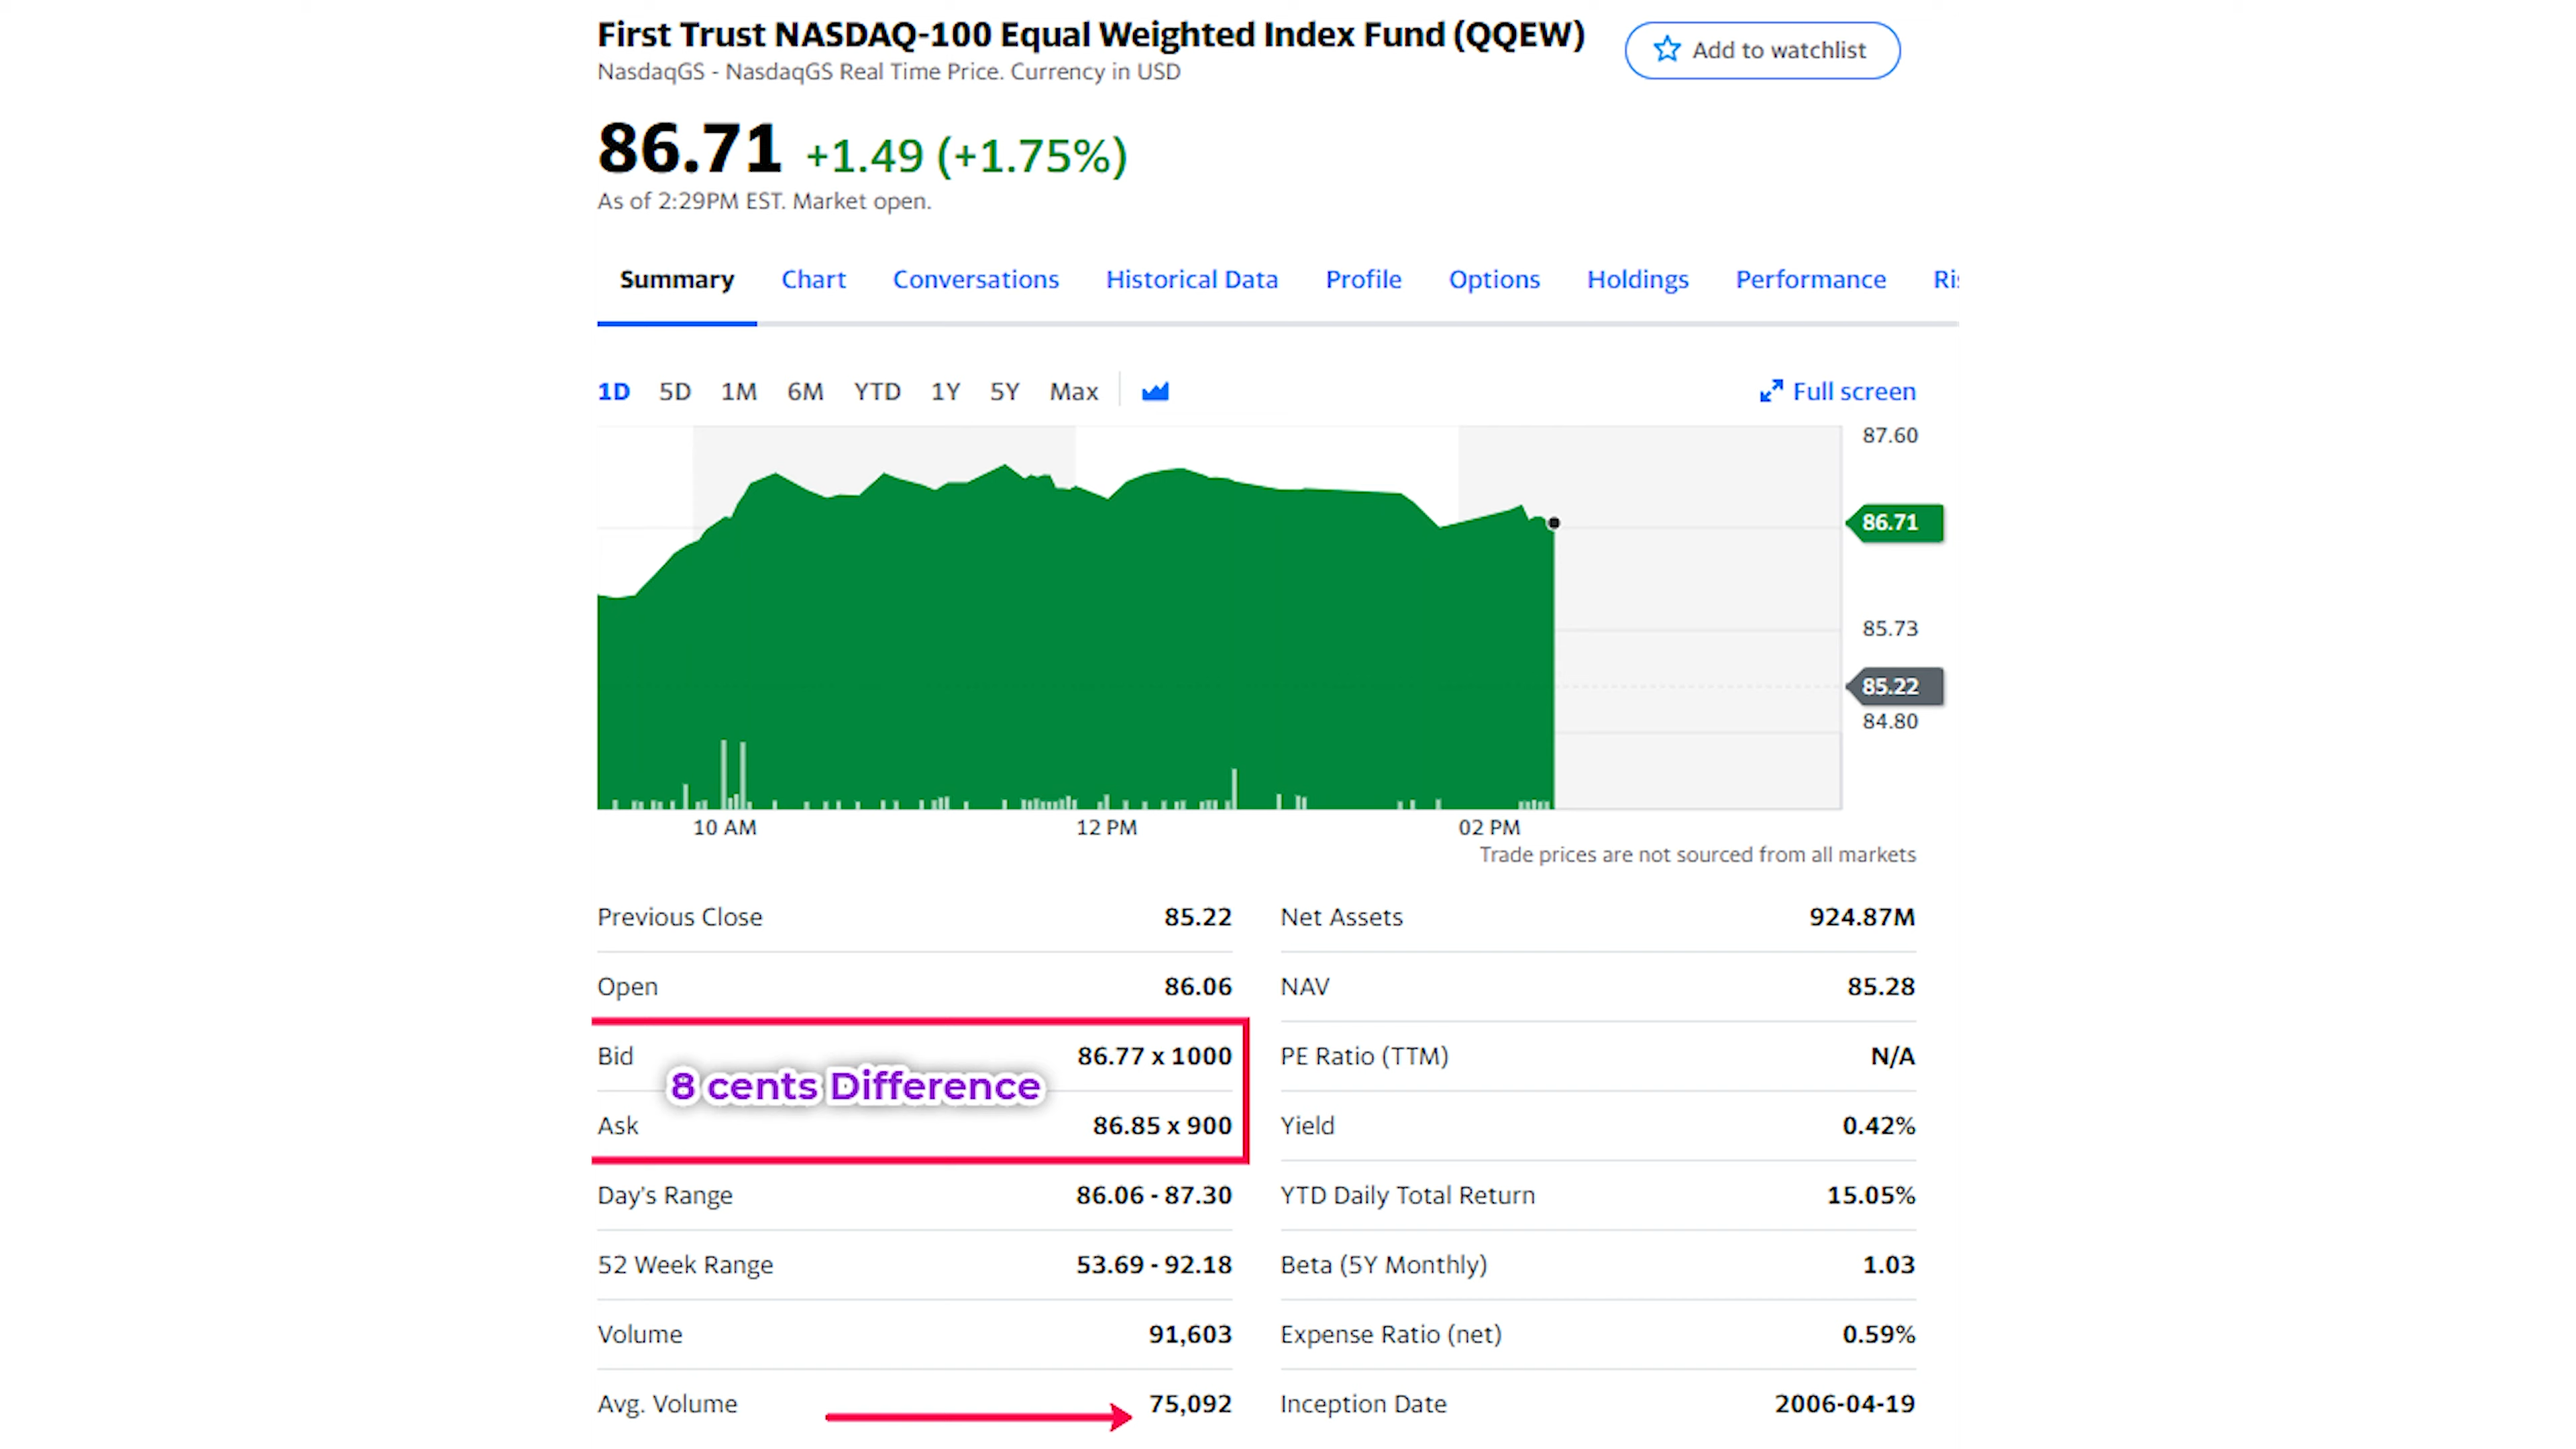 First Trust NASDAQ-100 Equal Weighted Index Fund (QQEW)
Add to watchlist
NasdaqGS - NasdaqGS Real Time Price. Currency in USD
86.71 +1.49 (+1.75%)
As of 2:29PM EST. Market open.
Summary Chart Conversations Historical Data Profile Options Holdings Performance
1D 5D 1M 6M YTD 1Y 5Y Max Full screen
87.60
86.71
85.73
85.22
84.80
10 AM 12 PM 02 PM
Trade prices are not sourced from all markets
Previous Close 85.22
Open 86.06
Bid 86.77 x 1000
8 cents Difference
Ask 86.85 x 900
Day's Range 86.06 - 87.30
52 Week Range 53.69 - 92.18
Volume 91,603
Avg. Volume 75,092
Net Assets 924.87M
NAV 85.28
PE Ratio (TTM) N/A
Yield 0.42%
YTD Daily Total Return 15.05%
Beta (5Y Monthly) 1.03
Expense Ratio (net) 0.59%
Inception Date 2006-04-19